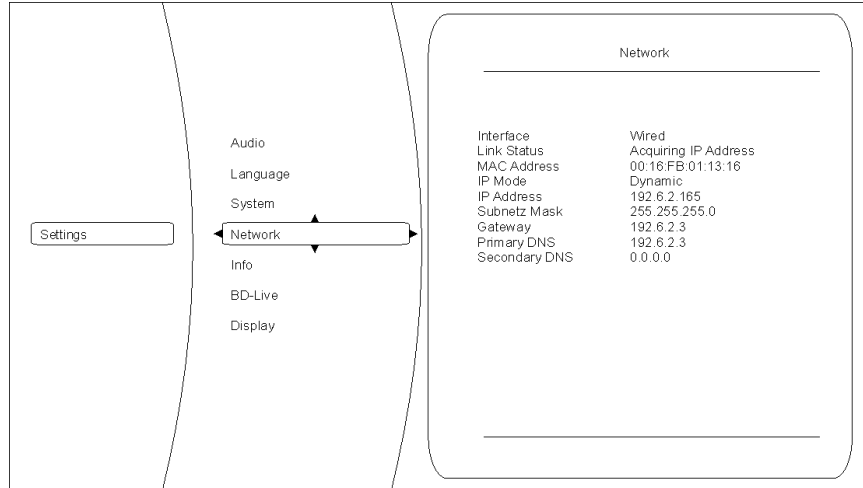 Settings
Audio
Language
System
Network
Info
BD-Live
Display
Network
Interface Wired
Link Status Acquiring IP Address
MAC Address 00:16:FB:01:13:16
IP Mode Dynamic
IP Address 192.6.2.165
Subnetz Mask 255.255.255.0
Gateway 192.6.2.3
Primary DNS 192.6.2.3
Secondary DNS 0.0.0.0